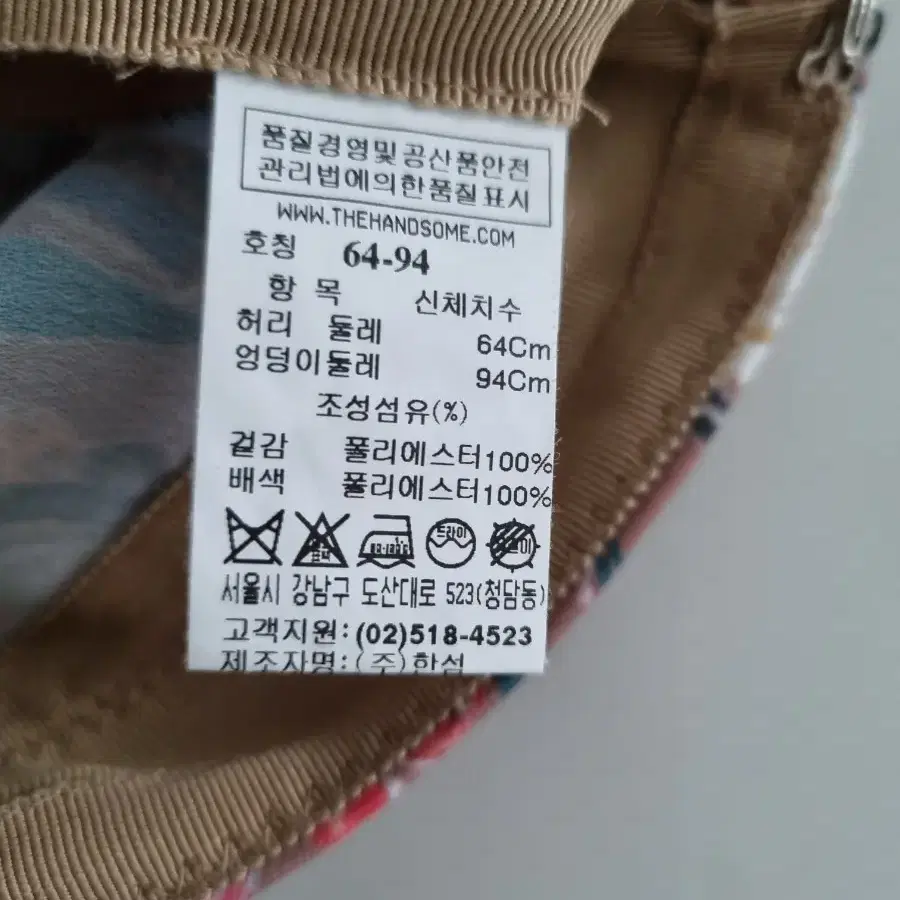 품질경영및공산품안전
관리법에의한품질표시
WWW.THEHANDSOME.COM
호칭 64-94
항 목 신체치수
허리 둘레 64Cm
엉덩이둘레 94Cm
조성섬유(%)
겉감 폴리에스터100%
배색 폴리에스터100%
드라이
서울시 강남구 도산대로 523(청담동)
고객지원: (02)518-4523
제조자명: (주)한섬